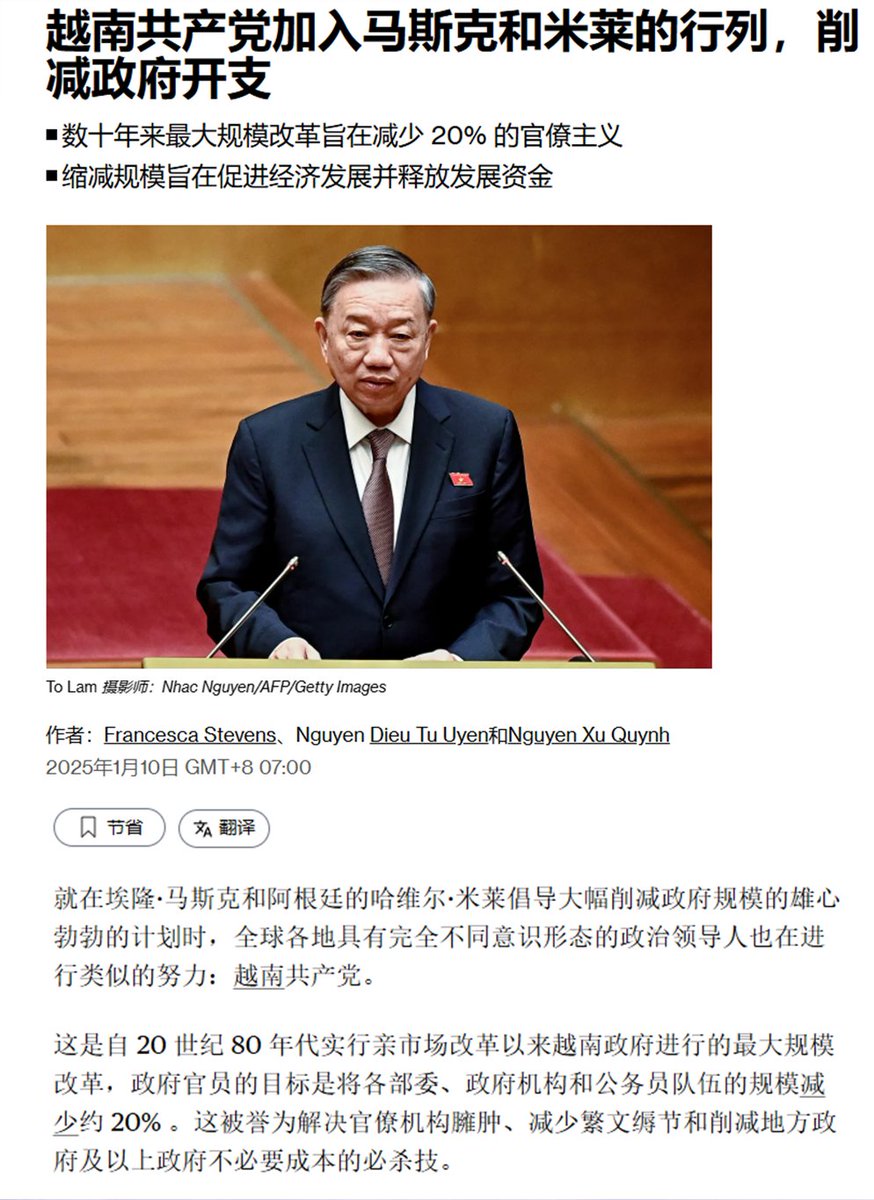 越南共产党加入马斯克和米莱的行列，削
减政府开支
■数十年来最大规模改革旨在减少 20% 的官僚主义
■缩减规模旨在促进经济发展并释放发展资金
To Lam 摄影师：Nhac Nguyen/AFP/Getty Images
作者：Francesca Stevens、Nguyen Dieu Tu Uyen和Nguyen Xu Quynh
2025年1月10日 GMT+8 07:00
节省
翻译
就在埃隆·马斯克和阿根廷的哈维尔·米莱倡导大幅削减政府规模的雄心
勃勃的计划时，全球各地具有完全不同意识形态的政治领导人也在进
行类似的努力：越南共产党。
这是自 20 世纪 80 年代实行亲市场改革以来越南政府进行的最大规模
改革，政府官员的目标是将各部委、政府机构和公务员队伍的规模减
少约 20% 。这被誉为解决官僚机构臃肿、减少繁文缛节和削减地方政
府及以上政府不必要成本的必杀技。